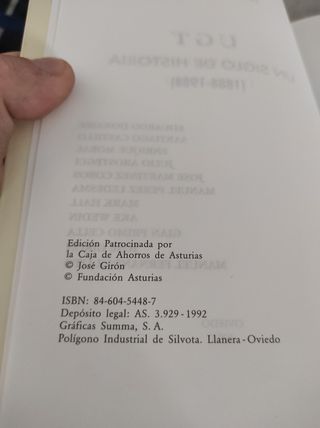 Edición Patrocinada por
la Caja de Ahorros de Asturias
© José Girón
© Fundación Asturias
ISBN: 84-604-5448-7
Depósito legal: AS. 3.929 - 1992
Gráficas Summa, S. A.
Polígono Industrial de Silvota. Llanera - Oviedo